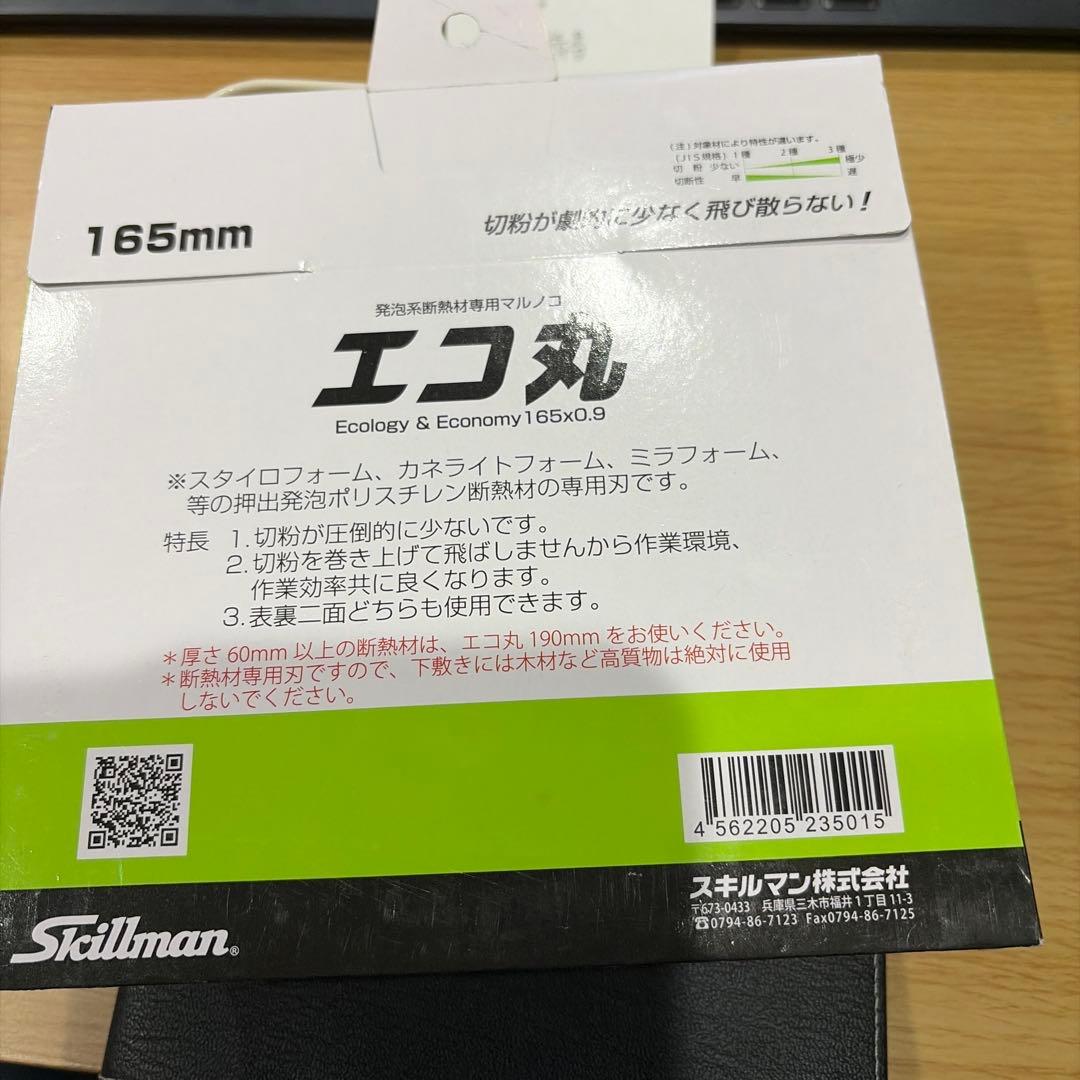 (注)対象材により特性が違います。
(JIS規格) 1種 2種 3種
切粉 少ない 極少
切断性 早 遅
165mm
切粉が劇的に少なく飛び散らない!
発泡系断熱材専用マルノコ
エコ丸
Ecology & Economy165x0.9
※スタイロフォーム、カネライトフォーム、ミラフォーム、
等の押出発泡ポリスチレン断熱材の専用刃です。
特長 1.切粉が圧倒的に少ないです。
2.切粉を巻き上げて飛ばしませんから作業環境、
作業効率共に良くなります。
3.表裏二面どちらも使用できます。
*厚さ60mm以上の断熱材は、エコ丸190mmをお使いください。
*断熱材専用刃ですので、下敷きには木材など高質物は絶対に使用
しないでください。
4 562205 235015
スキルマン株式会社
〒673-0433 兵庫県三木市福井1丁目11-3
☎0794-86-7123 Fax0794-86-7125
Skillman®